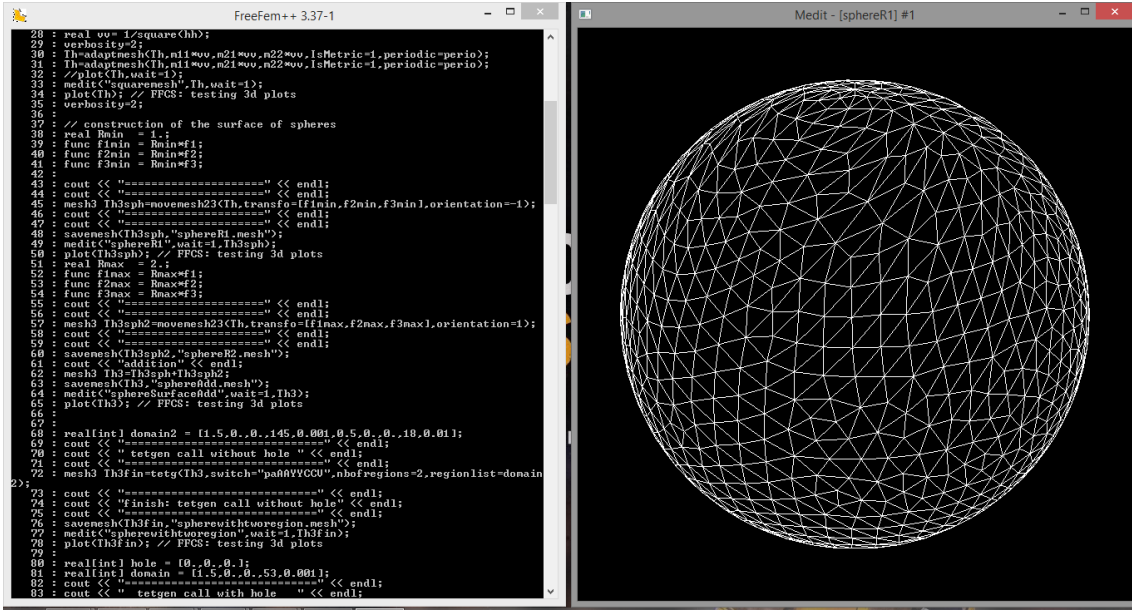 FreeFem++ 3.37-1
28 : real vv= 1/square(hh);
29 : verbosity=2;
30 : Th=adaptmesh(Th,m11*vv,m21*vv,m22*vv,IsMetric=1,periodic=perio);
31 : Th=adaptmesh(Th,m11*vv,m21*vv,m22*vv,IsMetric=1,periodic=perio);
32 : //plot(Th,wait=1);
33 : medit("squaremesh",Th,wait=1);
34 : plot(Th); // FFCS: testing 3d plots
35 : verbosity=2;
36 :
37 : // construction of the surface of spheres
38 : real Rmin  = 1.;
39 : func f1min = Rmin*f1;
40 : func f2min = Rmin*f2;
41 : func f3min = Rmin*f3;
42 :
43 : cout << "=====================" << endl;
44 : cout << "=====================" << endl;
45 : mesh3 Th3sph=movemesh23(Th,transfo=[f1min,f2min,f3min],orientation=-1);
46 : cout << "=====================" << endl;
47 : cout << "=====================" << endl;
48 : savemesh(Th3sph,"sphereR1.mesh");
49 : medit("sphereR1",wait=1,Th3sph);
50 : plot(Th3sph); // FFCS: testing 3d plots
51 : real Rmax  = 2.;
52 : func f1max = Rmax*f1;
53 : func f2max = Rmax*f2;
54 : func f3max = Rmax*f3;
55 : cout << "=====================" << endl;
56 : cout << "=====================" << endl;
57 : mesh3 Th3sph2=movemesh23(Th,transfo=[f1max,f2max,f3max],orientation=1);
58 : cout << "=====================" << endl;
59 : cout << "=====================" << endl;
60 : savemesh(Th3sph2,"sphereR2.mesh");
61 : cout << "addition" << endl;
62 : mesh3 Th3=Th3sph+Th3sph2;
63 : savemesh(Th3,"sphereAdd.mesh");
64 : medit("sphereSurfaceAdd",wait=1,Th3);
65 : plot(Th3); // FFCS: testing 3d plots
66 :
67 :
68 : real[int] domain2 = [1.5,0.,0.,145,0.001,0.5,0.,0.,18,0.01];
69 : cout << "==============================" << endl;
70 : cout << " tetgen call without hole " << endl;
71 : cout << "==============================" << endl;
72 : mesh3 Th3fin=tetg(Th3,switch="paAAYYCCV",nbofregions=2,regionlist=domain
2);
73 : cout << "=============================" << endl;
74 : cout << "finish: tetgen call without hole" << endl;
75 : cout << "=============================" << endl;
76 : savemesh(Th3fin,"spherewithtworegion.mesh");
77 : medit("spherewithtworegion",wait=1,Th3fin);
78 : plot(Th3fin); // FFCS: testing 3d plots
79 :
80 : real[int] hole = [0.,0.,0.];
81 : real[int] domain = [1.5,0.,0.,53,0.001];
82 : cout << "=============================" << endl;
83 : cout << "  tetgen call with hole   " << endl;
Medit - [sphereR1] #1